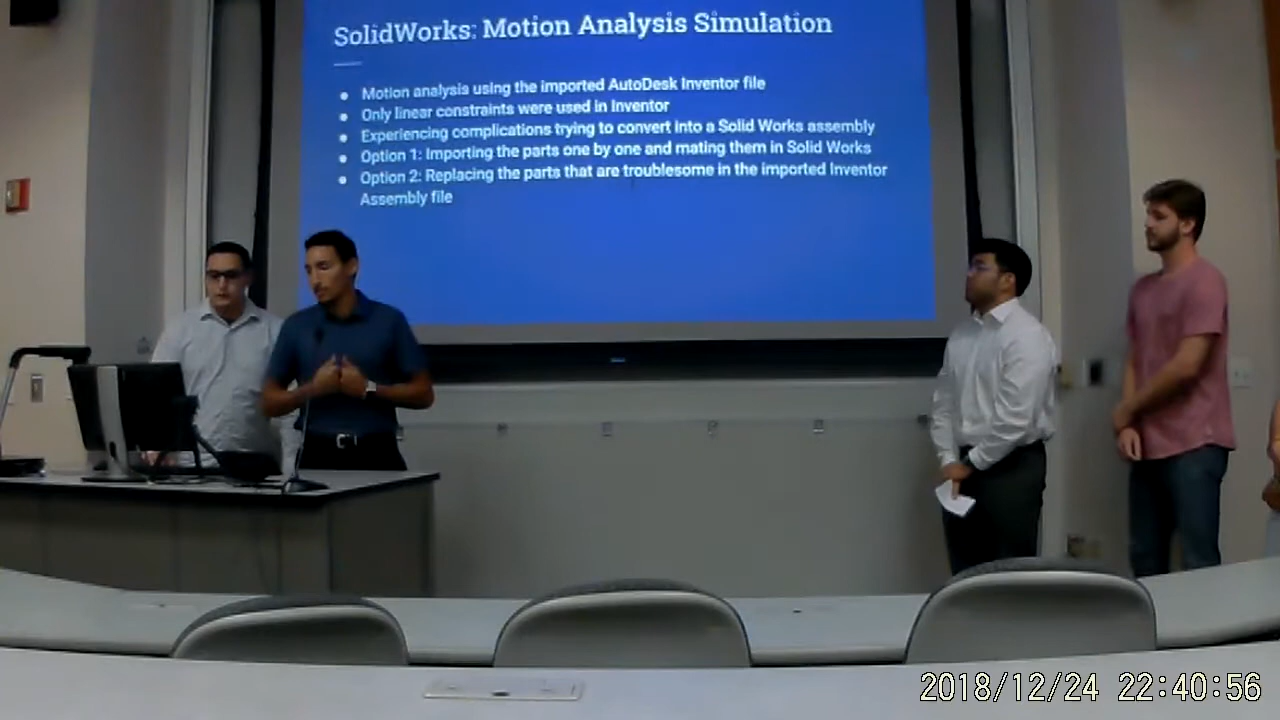 SolidWorks: Motion Analysis Simulation
Motion analysis using the imported AutoDesk Inventor file
Only linear constraints were used in Inventor
Experiencing complications trying to convert into a Solid Works assembly
Option 1: Importing the parts one by one and mating them in Solid Works
Option 2: Replacing the parts that are troublesome in the imported Inventor
Assembly file
2018/12/24 22:40:56